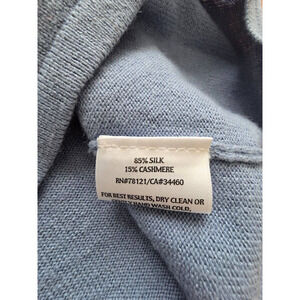 85% SILK
15% CASHMERE
RN#78121/CA#34460
FOR BEST RESULTS, DRY CLEAN OR
HAND WASH COLD,